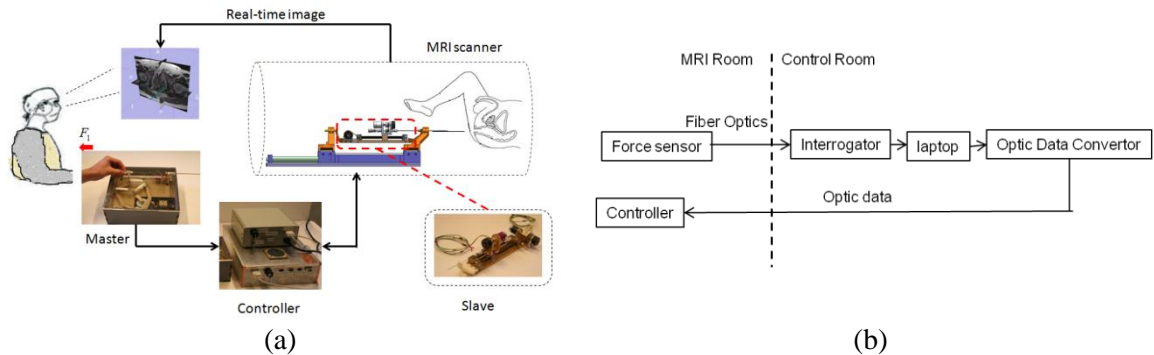 Real-time image
MRI scanner
F1
Master
Controller
Slave
(a)
MRI Room
Control Room
Fiber Optics
Force sensor
Interrogator
laptop
Optic Data Convertor
Optic data
Controller
(b)